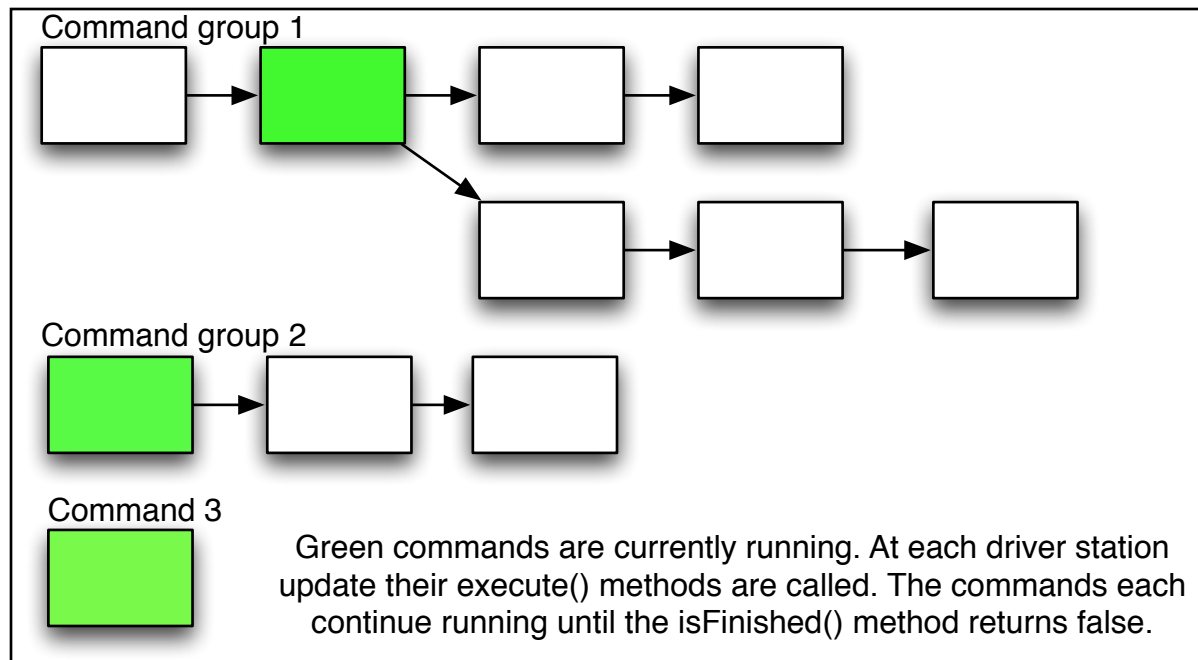 Command group 1
Command group 2
Command 3
Green commands are currently running. At each driver station
update their execute() methods are called. The commands each
continue running until the isFinished() method returns false.